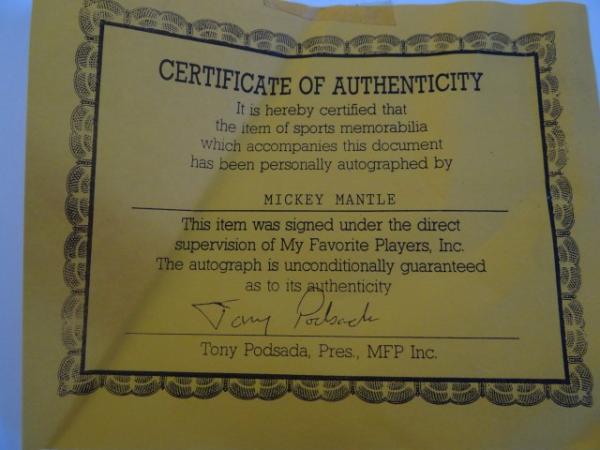 CERTIFICATE OF AUTHENTICITY
It is hereby certified that
the item of sports memorabilia
which accompanies this document
has been personally autographed by
MICKEY MANTLE
This item was signed under the direct
supervision of My Favorite Players, Inc.
The autograph is unconditionally guaranteed
as to its authenticity
Tony Podsada
Tony Podsada, Pres., MFP Inc.